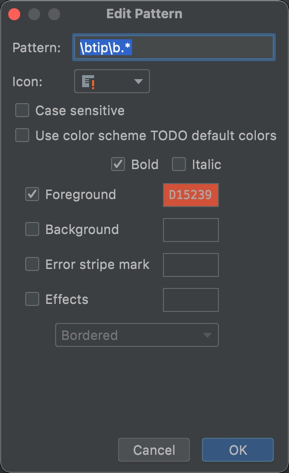 Edit Pattern
Pattern: \btip\b.*
Icon:
Case sensitive
Use color scheme TODO default colors
Bold Italic
Foreground D15239
Background
Error stripe mark
Effects
Bordered
Cancel OK